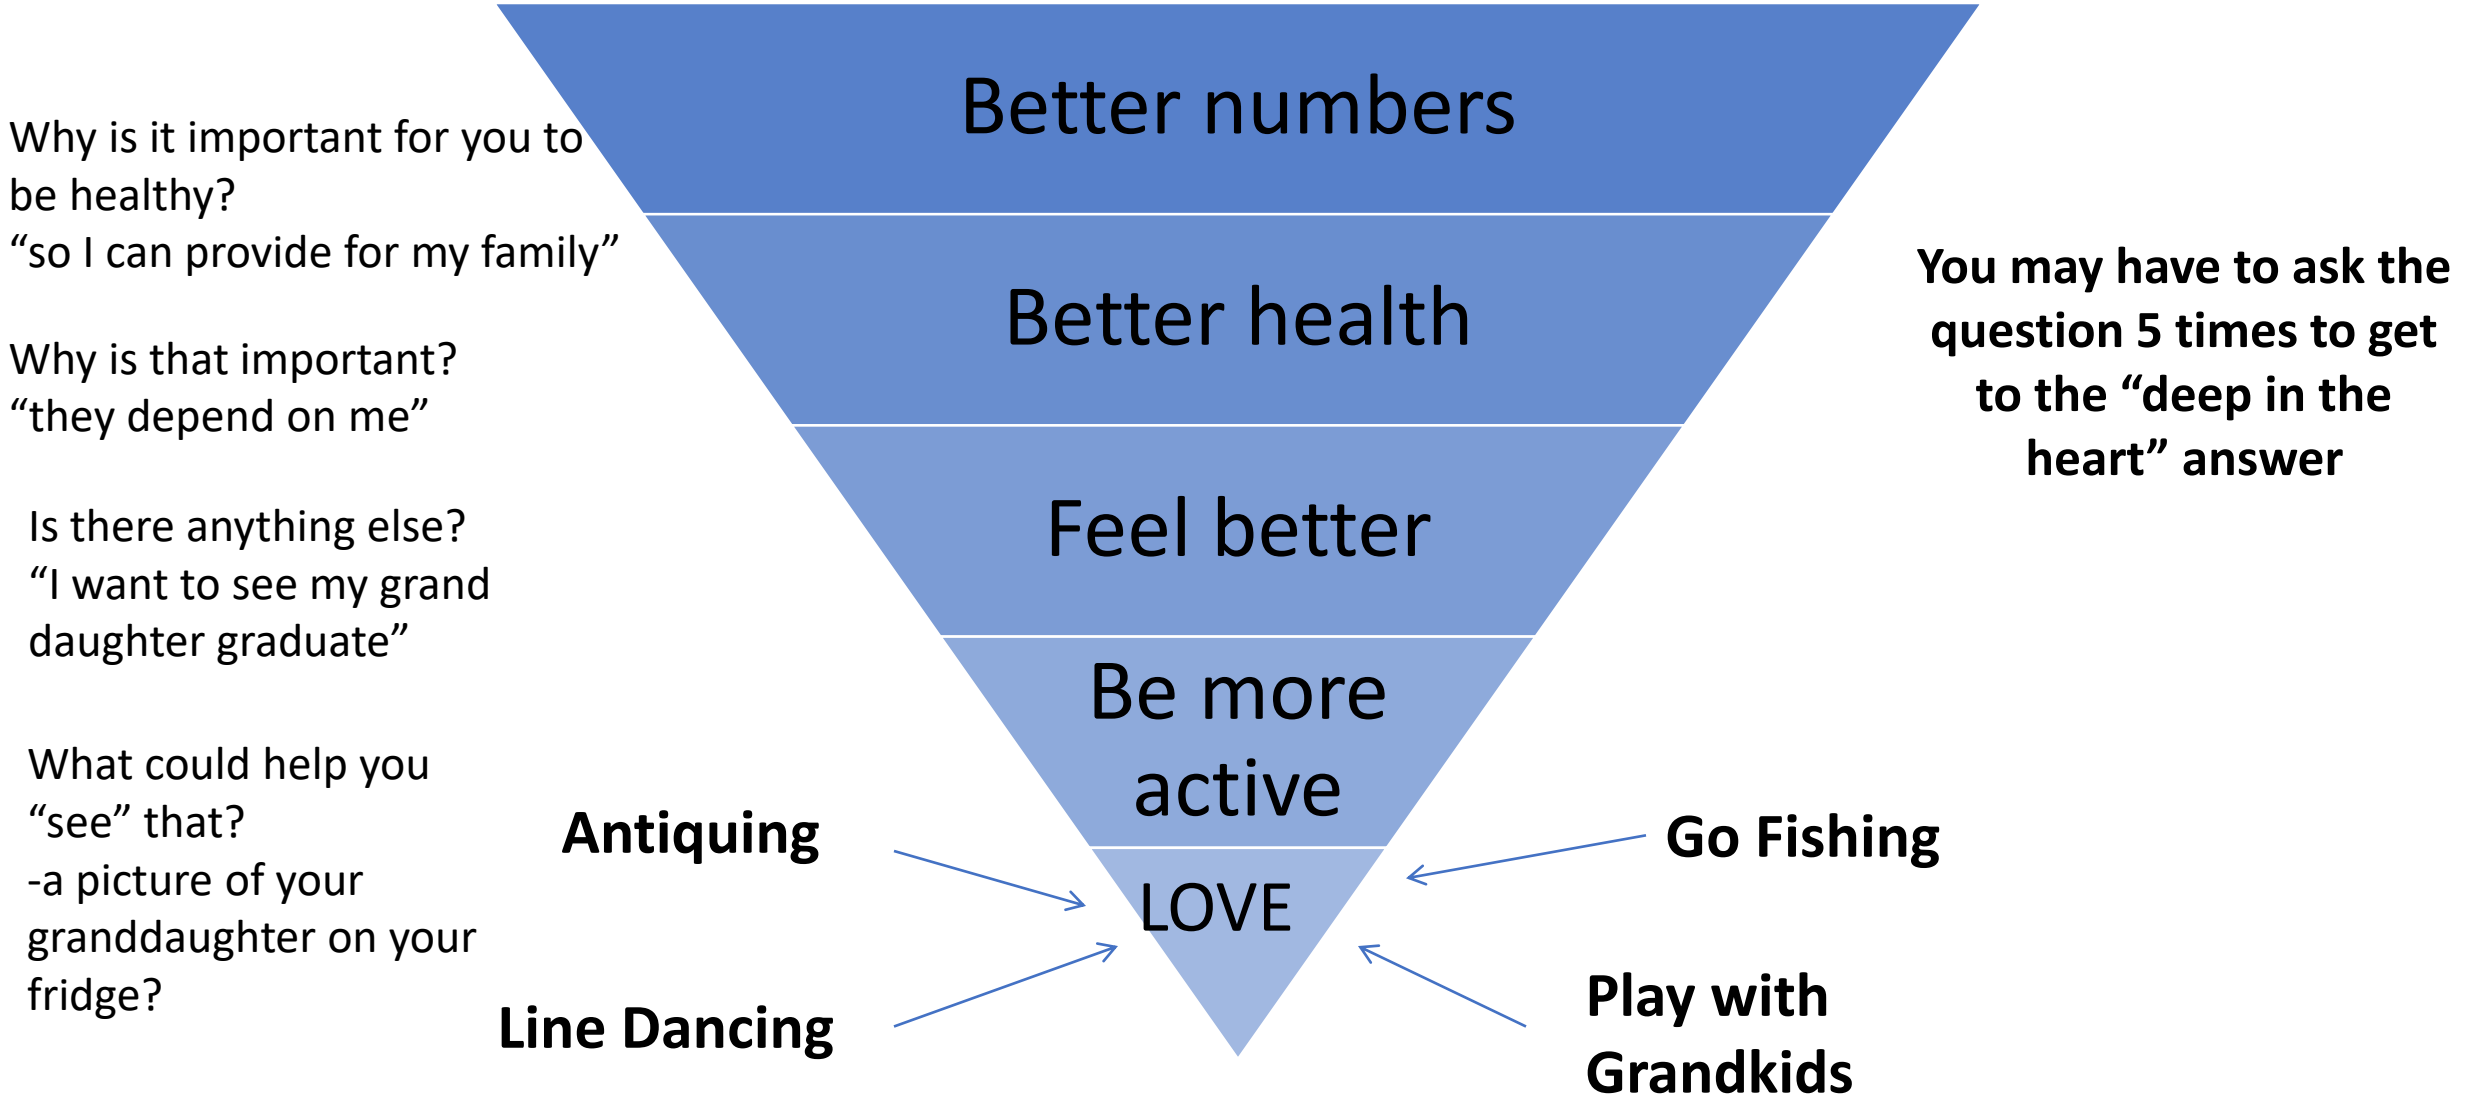 Better numbers
Why is it important for you to
be healthy?
“so I can provide for my family”
Better health
You may have to ask the
question 5 times to get
to the “deep in the
heart” answer
Why is that important?
“they depend on me”
Feel better
Is there anything else?
“I want to see my grand
daughter graduate”
Be more
active
What could help you
“see” that?
-a picture of your
granddaughter on your
fridge?
Antiquing
Go Fishing
LOVE
Line Dancing
Play with
Grandkids